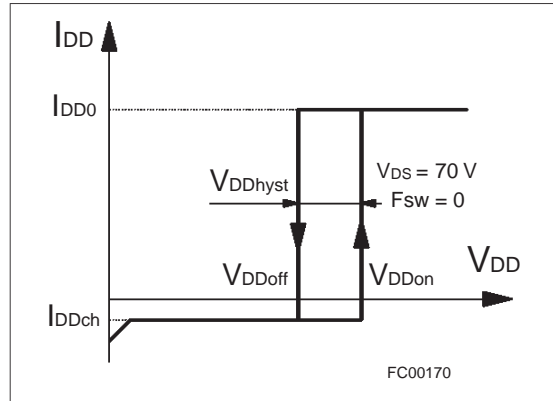 IDD
IDD0
VDDhyst
VDS = 70 V
Fsw = 0
VDDoff
VDDon
VDD
IDDch
FC00170